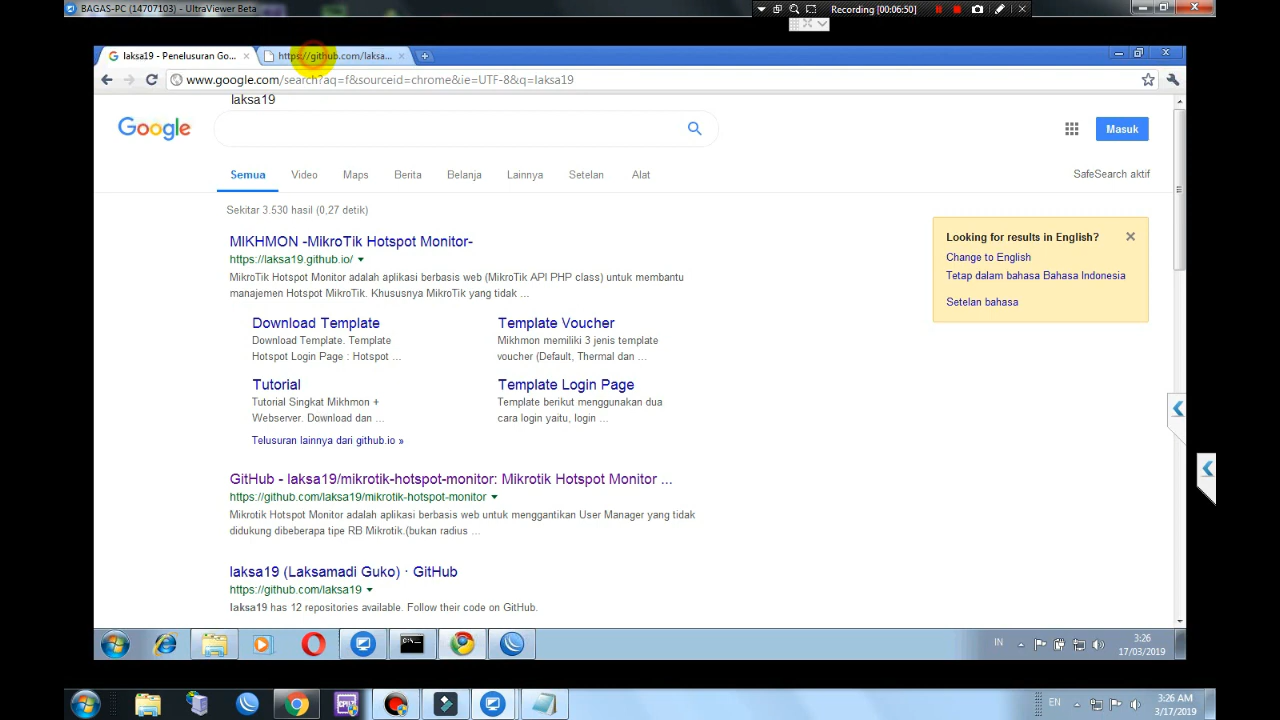 BAGAS-PC (14707103) - UltraViewer Beta
Recording [00:06:50]
laksa19 - Penelusuran Go...
https://github.com/laksa...
www.google.com/search?aq=f&sourceid=chrome&ie=UTF-8&q=laksa19
laksa19
Google
Masuk
Semua Video Maps Berita Belanja Lainnya Setelan Alat SafeSearch aktif
Sekitar 3.530 hasil (0,27 detik)
MIKHMON -MikroTik Hotspot Monitor-
https://laksa19.github.io/
MikroTik Hotspot Monitor adalah aplikasi berbasis web (MikroTik API PHP class) untuk membantu
manajemen Hotspot MikroTik. Khususnya MikroTik yang tidak ...
Download Template
Download Template. Template
Hotspot Login Page : Hotspot ...
Template Voucher
Mikhmon memiliki 3 jenis template
voucher (Default, Thermal dan ...
Tutorial
Tutorial Singkat Mikhmon +
Webserver. Download dan ...
Template Login Page
Template berikut menggunakan dua
cara login yaitu, login ...
Telusuran lainnya dari github.io »
GitHub - laksa19/mikrotik-hotspot-monitor: Mikrotik Hotspot Monitor ...
https://github.com/laksa19/mikrotik-hotspot-monitor
Mikrotik Hotspot Monitor adalah aplikasi berbasis web untuk menggantikan User Manager yang tidak
didukung dibeberapa tipe RB Mikrotik.(bukan radius ...
laksa19 (Laksamadi Guko) · GitHub
https://github.com/laksa19
laksa19 has 12 repositories available. Follow their code on GitHub.
Looking for results in English?
Change to English
Tetap dalam bahasa Bahasa Indonesia
Setelan bahasa
IN
3:26
17/03/2019
EN
3:26 AM
3/17/2019